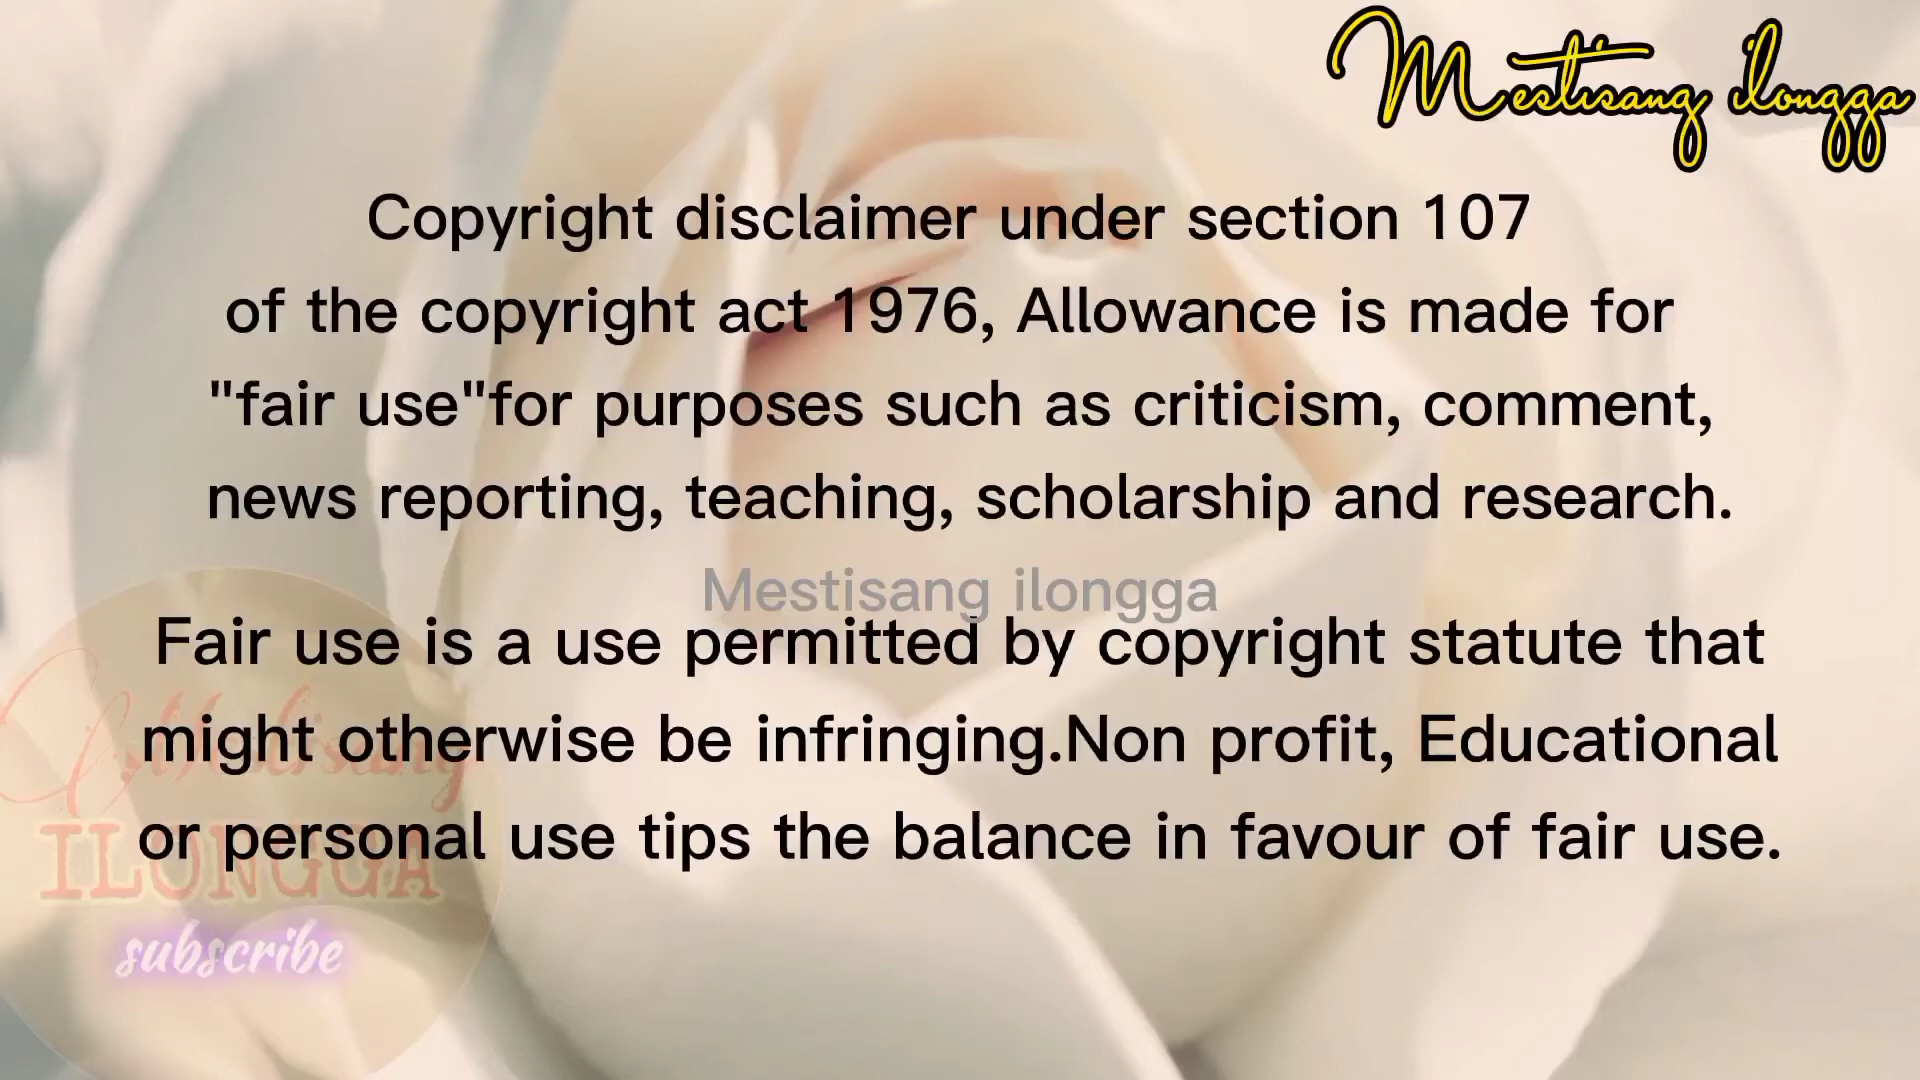 Mestisang ilongga
Copyright disclaimer under section 107
of the copyright act 1976, Allowance is made for
"fair use"for purposes such as criticism, comment,
news reporting, teaching, scholarship and research.
Mestisang ilongga
Fair use is a use permitted by copyright statute that
might otherwise be infringing.Non profit, Educational
or personal use tips the balance in favour of fair use.
Mestisang
ILONGGA
subscribe